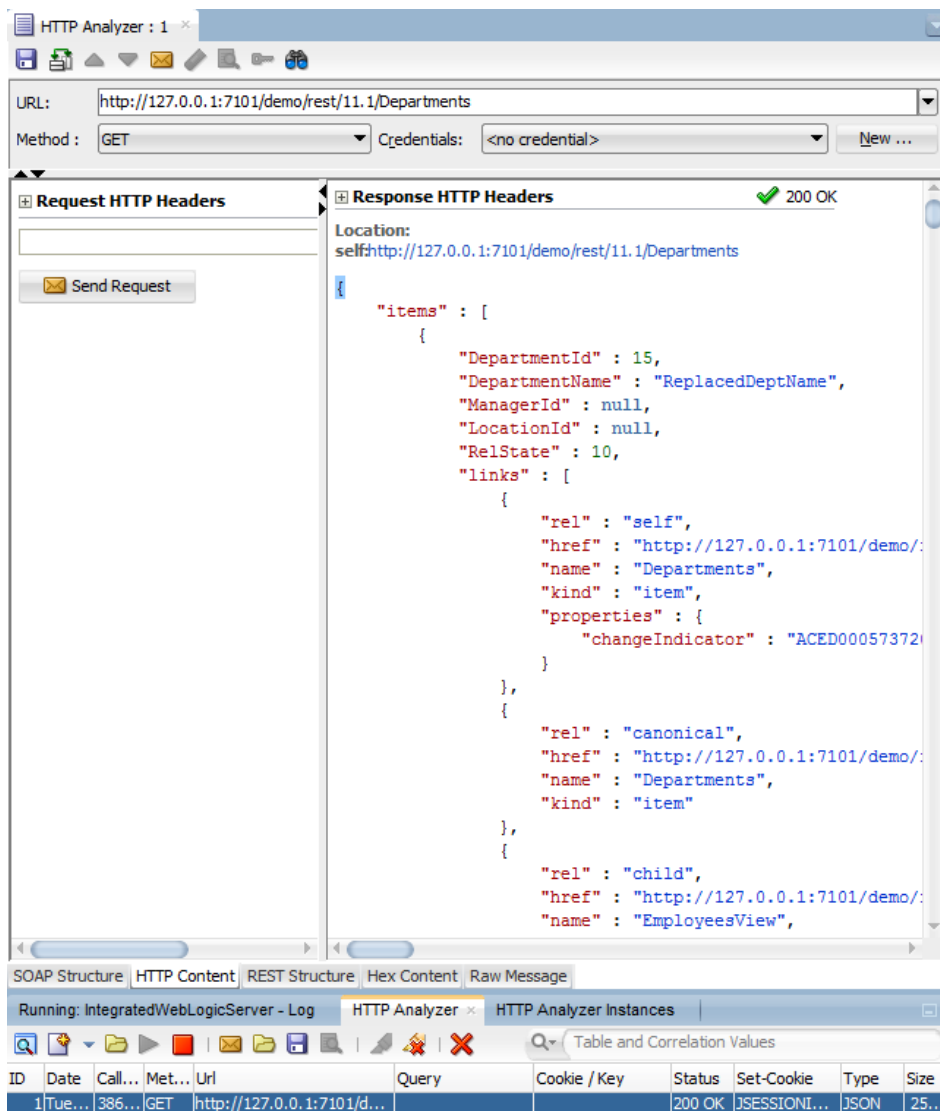 HTTP Analyzer : 1
URL: http://127.0.0.1:7101/demo/rest/11.1/Departments
Method : GET Credentials: <no credential> New ...
Request HTTP Headers
Send Request
Response HTTP Headers 200 OK
Location:
self:http://127.0.0.1:7101/demo/rest/11.1/Departments
{
"items" : [
{
"DepartmentId" : 15,
"DepartmentName" : "ReplacedDeptName",
"ManagerId" : null,
"LocationId" : null,
"RelState" : 10,
"links" : [
{
"rel" : "self",
"href" : "http://127.0.0.1:7101/demo/
"name" : "Departments",
"kind" : "item",
"properties" : {
"changeIndicator" : "ACED000573720
}
},
{
"rel" : "canonical",
"href" : "http://127.0.0.1:7101/demo/
"name" : "Departments",
"kind" : "item"
},
{
"rel" : "child",
"href" : "http://127.0.0.1:7101/demo/
"name" : "EmployeesView",
SOAP Structure HTTP Content REST Structure Hex Content Raw Message
Running: IntegratedWebLogicServer - Log HTTP Analyzer HTTP Analyzer Instances
Table and Correlation Values
ID Date Call... Met... Url Query Cookie / Key Status Set-Cookie Type Size
1 Tue... 386... GET http://127.0.0.1:7101/d... 200 OK JSESSIONI... JSON 25...